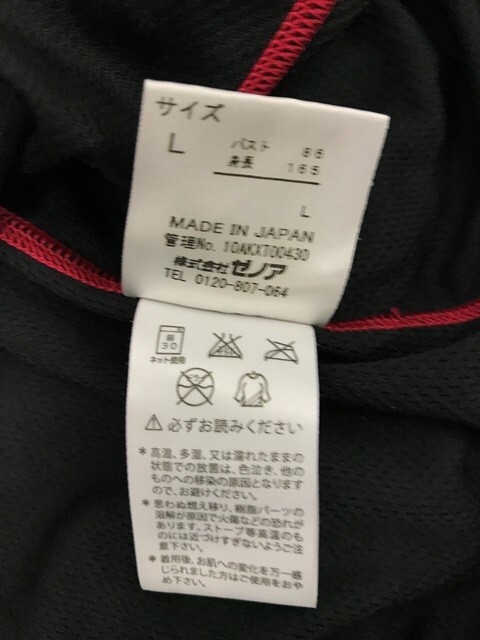 サイズ
L バスト 86
身長 165
L
MADE IN JAPAN
管理No. 10AKXT00430
株式会社ゼノア
TEL 0120-807-064
弱
30
ネット使用
必ずお読みください
*高温、多湿、又は濡れたままの
状態での放置は、色泣き、他の
ものへの移染の原因となります
ので、お避けください。
*思わぬ燃え移り、樹脂パーツの
溶解が原因で火傷などの恐れが
あります。ストーブ等高温のも
のには近づけすぎないようご注
意下さい。
*着用後、お肌への変化を万一感
じられました方はご使用をおや
め下さい。